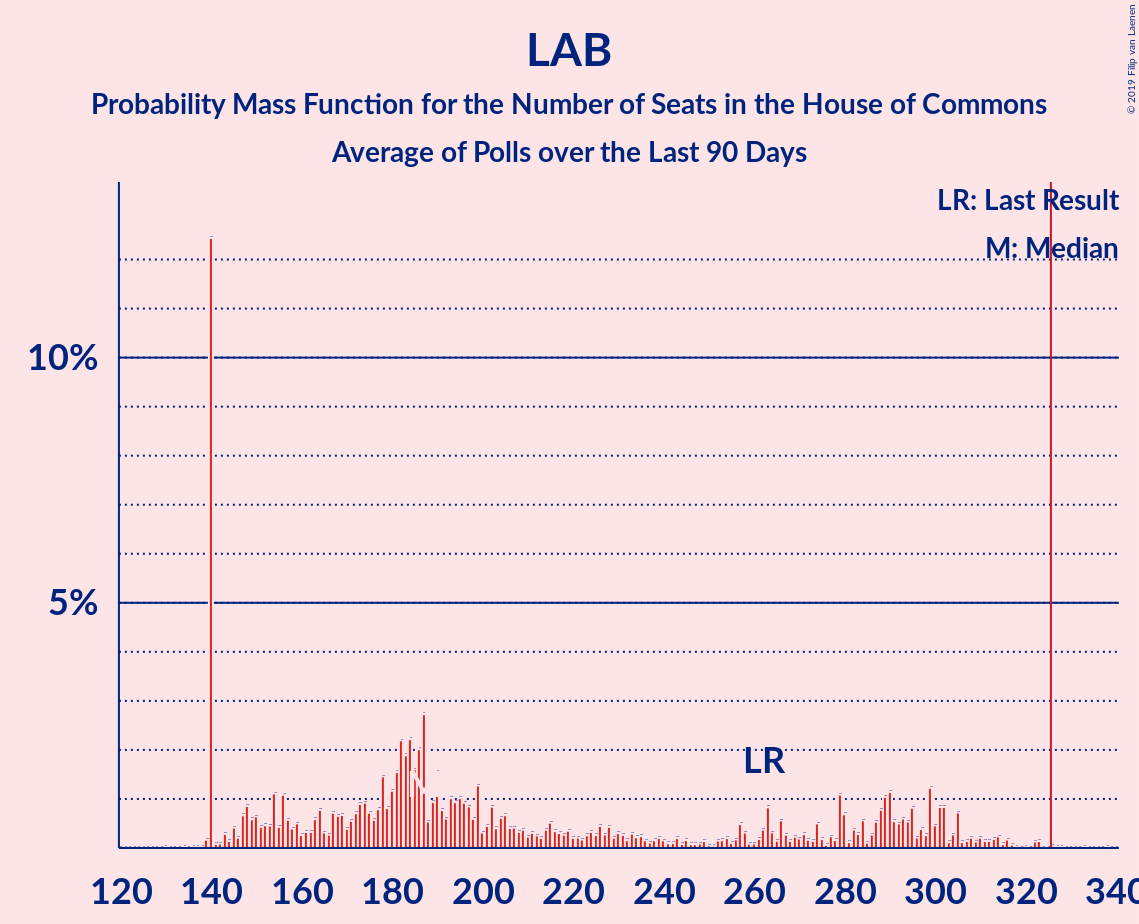 LAB
Probability Mass Function for the Number of Seats in the House of Commons
Average of Polls over the Last 90 Days
© 2019 Filip van Laenen
LR: Last Result
M: Median
10%
5%
LR
120 140 160 180 200 220 240 260 280 300 320 340